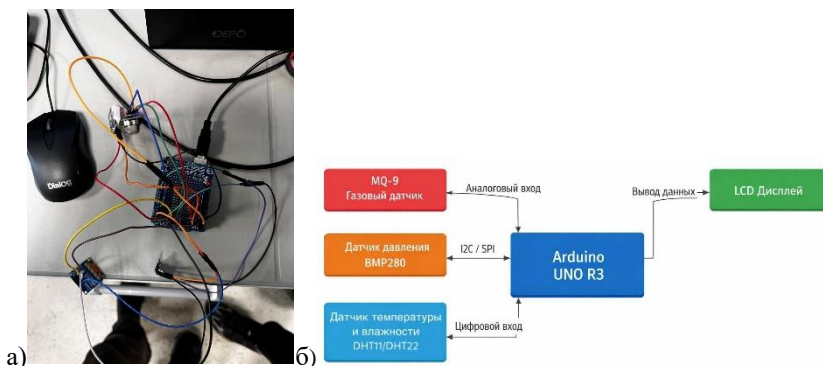 DEPO
Dialog
а)
MQ-9
Газовый датчик
Аналоговый вход
Датчик давления
BMP280
I2C / SPI
Датчик температуры
и влажности
DHT11/DHT22
Цифровой вход
Arduino
UNO R3
Вывод данных
LCD Дисплей
б)